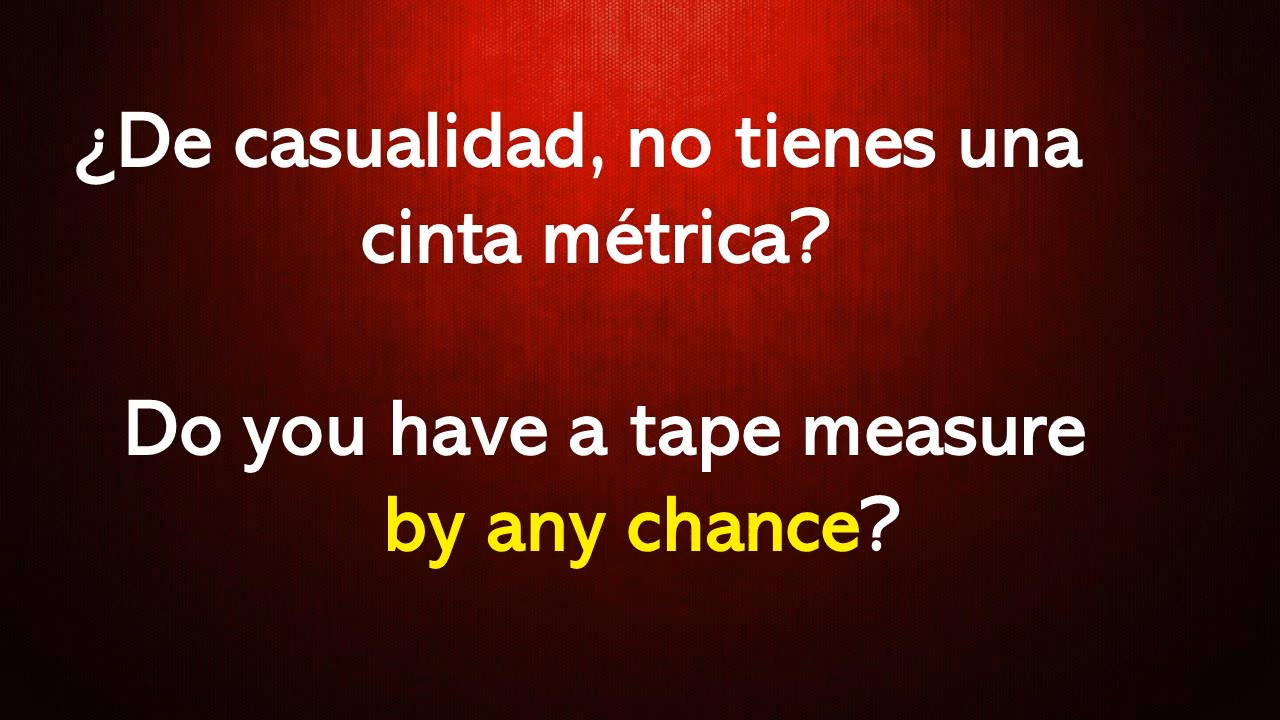 ¿De casualidad, no tienes una
cinta métrica?
Do you have a tape measure
by any chance?